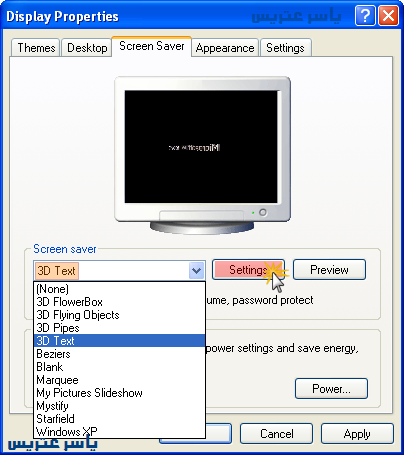 ياسر عتريس
Display Properties
Themes Desktop Screen Saver Appearance Settings
Screen saver
3D Text Settings Preview
(None)
3D FlowerBox
3D Flying Objects
ume, password protect
3D Pipes
3D Text
Beziers
power settings and save energy,
Blank
Marquee
My Pictures Slideshow
Power...
Mystify
Starfield
Windows XP
Cancel Apply
ياسر عتريس